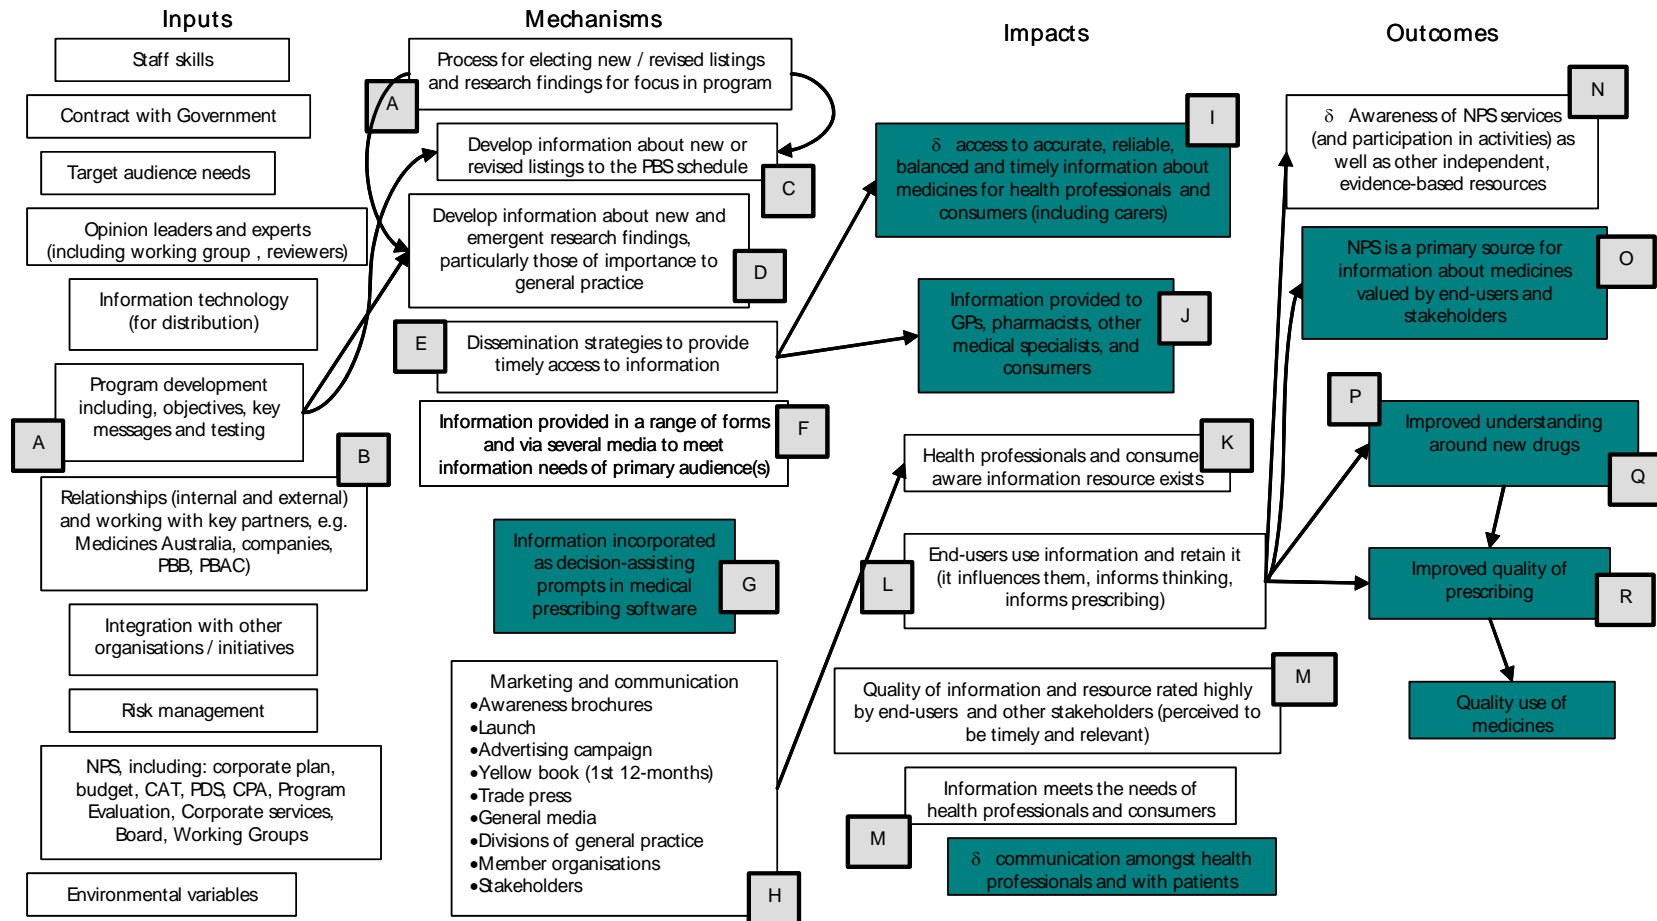 Inputs
Staff skills
Contract with Government
Target audience needs
Opinion leaders and experts
(including working group , reviewers)
Information technology
(for distribution)
Program development
including, objectives, key
messages and testing
A
B
Relationships (internal and external)
and working with key partners, e.g.
Medicines Australia, companies,
PBB, PBAC)
Integration with other
organisations / initiatives
Risk management
NPS, including: corporate plan,
budget, CAT, PDS, CPA, Program
Evaluation, Corporate services,
Board, Working Groups
Environmental variables
Mechanisms
Process for electing new / revised listings
and research findings for focus in program
A
Develop information about new or
revised listings to the PBS schedule
C
Develop information about new and
emergent research findings,
particularly those of importance to
general practice
D
E
Dissemination strategies to provide
timely access to information
Information provided in a range of forms
and via several media to meet
information needs of primary audience(s)
F
Information incorporated
as decision-assisting
prompts in medical
prescribing software
G
Marketing and communication
•Awareness brochures
•Launch
•Advertising campaign
•Yellow book (1st 12-months)
•Trade press
•General media
•Divisions of general practice
•Member organisations
•Stakeholders
H
Impacts
I
δ access to accurate, reliable,
balanced and timely information about
medicines for health professionals and
consumers (including carers)
Information provided to
GPs, pharmacists, other
medical specialists, and
consumers
J
K
Health professionals and consume
aware information resource exists
End-users use information and retain it
(it influences them, informs thinking,
informs prescribing)
L
M
Quality of information and resource rated highly
by end-users and other stakeholders (perceived to
be timely and relevant)
Information meets the needs of
health professionals and consumers
M
δ communication amongst health
professionals and with patients
Outcomes
N
δ Awareness of NPS services
(and participation in activities) as
well as other independent,
evidence-based resources
NPS is a primary source for
information about medicines
valued by end-users and
stakeholders
O
P
Improved understanding
around new drugs
Q
Improved quality of
prescribing
R
Quality use of
medicines